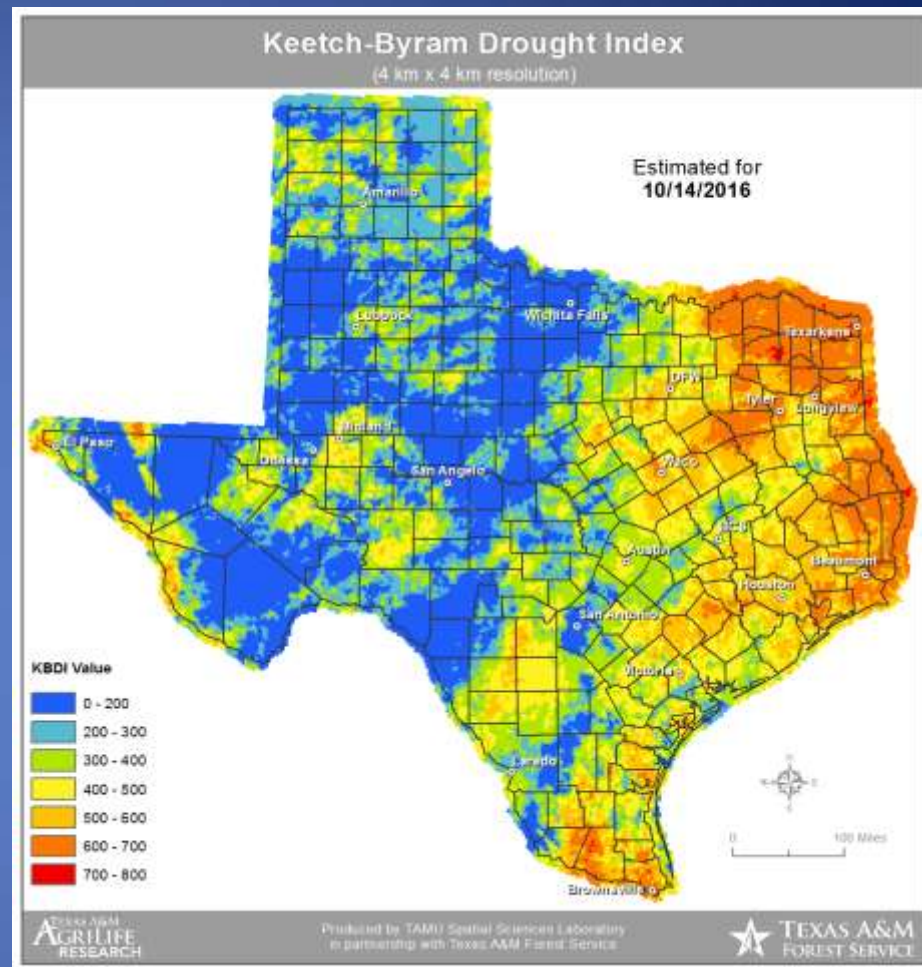 Keetch-Byram Drought Index
(4 km x 4 km resolution)
Estimated for
10/14/2016
Amarillo
Lubbock
Wichita Falls
Texarkana
DFW
Tyler
Longview
El Paso
Midland
Odessa
San Angelo
Waco
BCS
Austin
Beaumont
Houston
San Antonio
Victoria
Laredo
Brownsville
KBDI Value
0 - 200
200 - 300
300 - 400
400 - 500
500 - 600
600 - 700
700 - 800
0 100 Miles
TEXAS A&M
AGRILIFE
RESEARCH
Produced by TAMU Spatial Sciences Laboratory
in partnership with Texas A&M Forest Service
TEXAS A&M
FOREST SERVICE